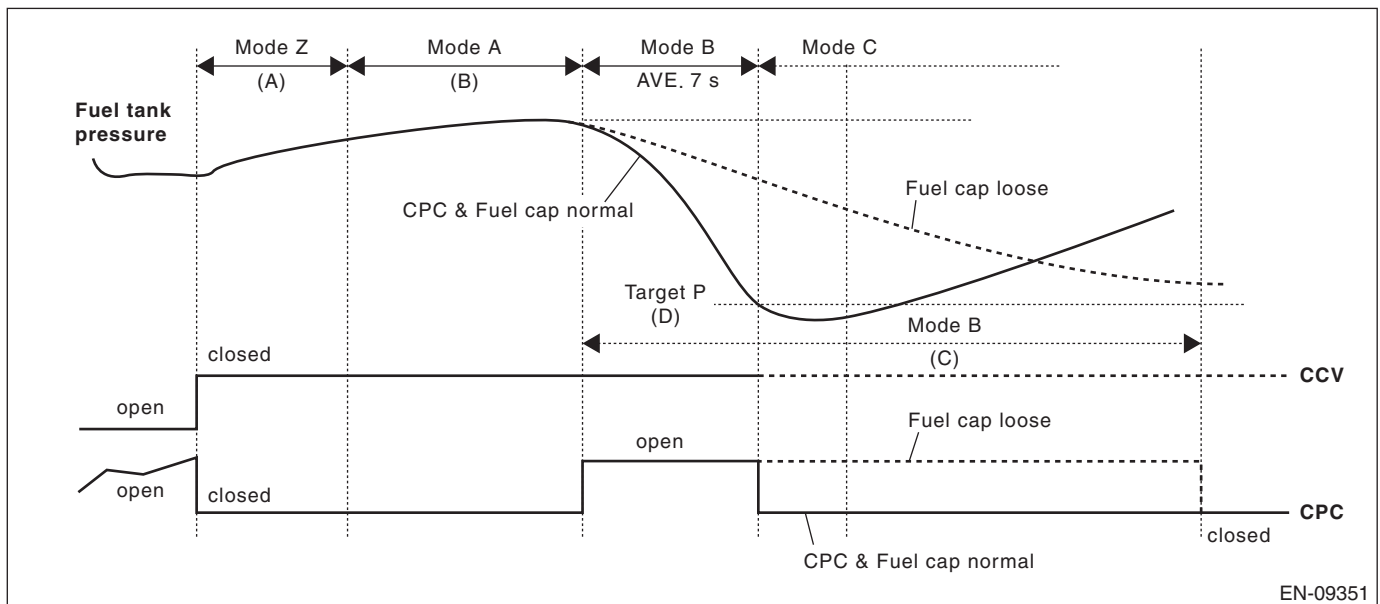 Mode Z
Mode A
Mode B
Mode C
(A)
(B)
AVE. 7 s
Fuel tank
pressure
Fuel cap loose
CPC & Fuel cap normal
Target P
(D)
Mode B
(C)
closed
CCV
open
Fuel cap loose
open
open
closed
CPC
closed
CPC & Fuel cap normal
EN-09351